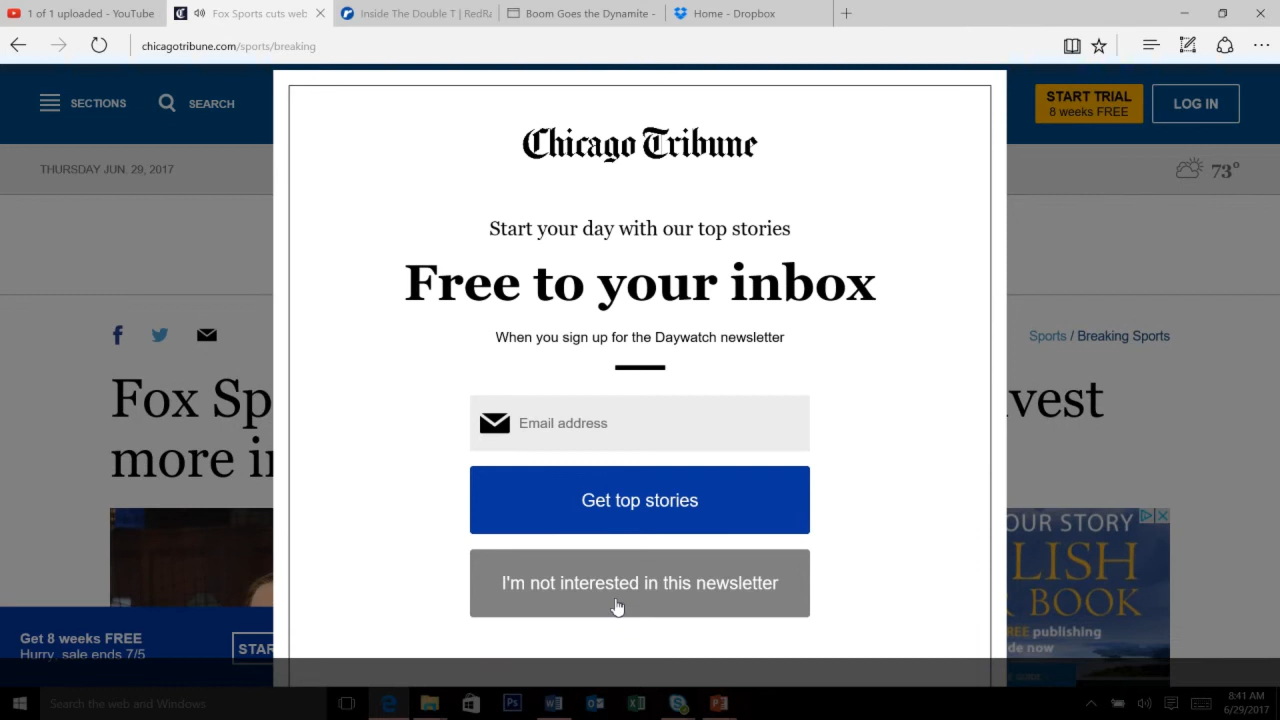 1 of 1 uploaded - YouTube
Fox Sports cuts web
Inside The Double T | RedRa
Boom Goes the Dynamite -
Home - Dropbox
chicagotribune.com/sports/breaking
SECTIONS
SEARCH
START TRIAL
8 weeks FREE
LOG IN
THURSDAY JUN. 29, 2017
73°
Chicago Tribune
Start your day with our top stories
Free to your inbox
When you sign up for the Daywatch newsletter
Sports / Breaking Sports
Fox Sp
vest
more i
Email address
Get top stories
I'm not interested in this newsletter
OUR STORY
LISH
BOOK
FREE publishing
de now
GUIDE
Get 8 weeks FREE
Hurry, sale ends 7/5
STAR
Search the web and Windows
8:41 AM
6/29/2017